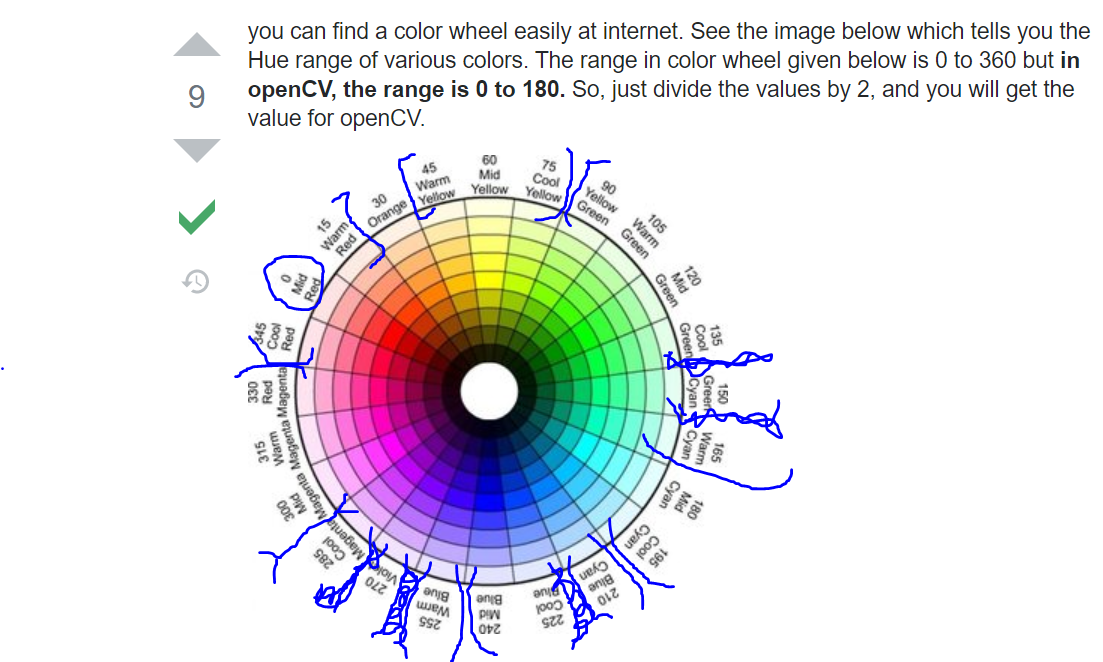 you can find a color wheel easily at internet. See the image below which tells you the
Hue range of various colors. The range in color wheel given below is 0 to 360 but in
openCV, the range is 0 to 180. So, just divide the values by 2, and you will get the
value for openCV.
9
60
Mid
Yellow
75
Cool
Yellow
90
Yellow
Green
105
Warm
Green
120
Mid
Green
135
Cool
Green
150
Green
Cyan
165
Warm
Cyan
180
Mid
Cyan
195
Cool
Cyan
210
Blue
Cyan
225
Cool
Blue
240
Mid
Blue
255
Warm
Blue
270
Violet
285
Cool
Magenta
300
Mid
Magenta
315
Warm
Magenta
330
Red
Magenta
345
Cool
Red
0
Mid
Red
15
Warm
Red
30
Orange
45
Warm
Yellow